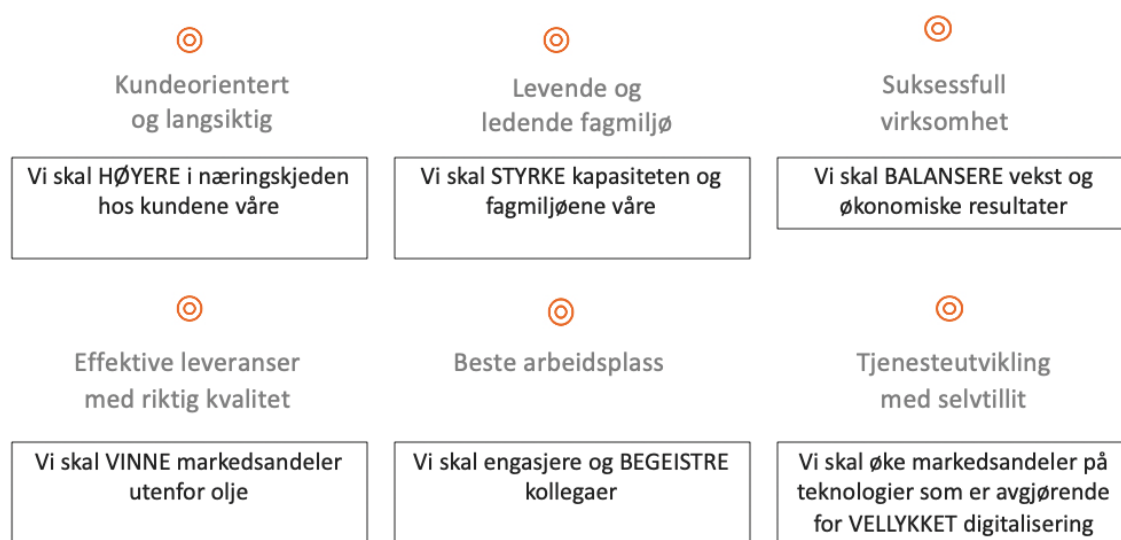 Kundeorientert
og langsiktig
Vi skal HØYERE i næringskjeden
hos kundene våre
Levende og
ledende fagmiljø
Vi skal STYRKE kapasiteten og
fagmiljøene våre
Suksessfull
virksomhet
Vi skal BALANSERE vekst og
økonomiske resultater
Effektive leveranser
med riktig kvalitet
Vi skal VINNE markedsandeler
utenfor olje
Beste arbeidsplass
Vi skal engasjere og BEGEISTRE
kollegaer
Tjenesteutvikling
med selvtillit
Vi skal øke markedsandeler på
teknologier som er avgjørende
for VELLYKKET digitalisering